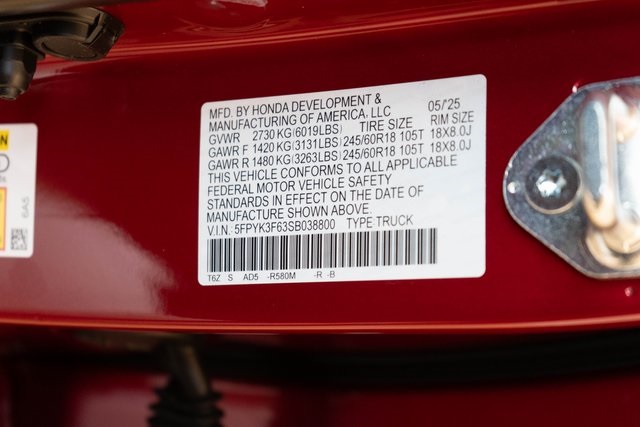 MFD. BY HONDA DEVELOPMENT &
MANUFACTURING OF AMERICA, LLC 05/'25
GVWR 2730 KG(6019LBS) TIRE SIZE RIM SIZE
GAWR F 1420 KG(3131LBS) 245/60R18 105T 18X8.0J
GAWR R 1480 KG(3263LBS) 245/60R18 105T 18X8.0J
THIS VEHICLE CONFORMS TO ALL APPLICABLE
FEDERAL MOTOR VEHICLE SAFETY
STANDARDS IN EFFECT ON THE DATE OF
MANUFACTURE SHOWN ABOVE.
V.I.N.: 5FPYK3F63SB038800 TYPE:TRUCK
T6Z S AD5 -R580M -R -B
6A5